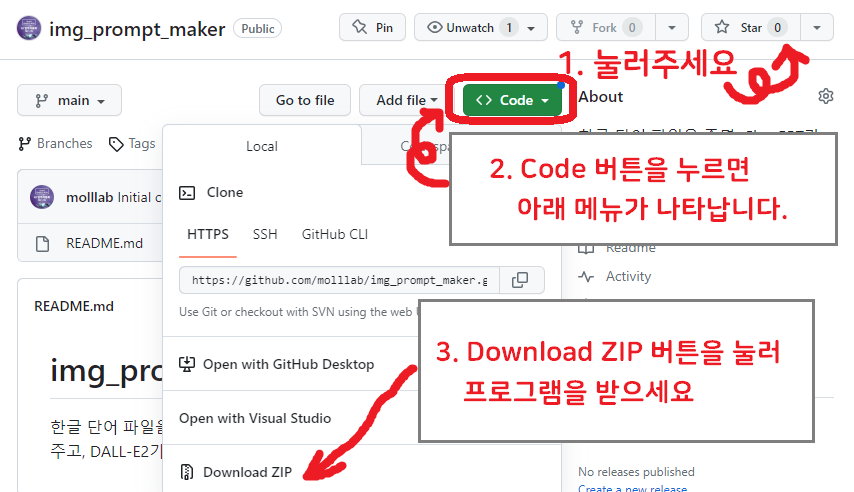 img_prompt_maker Public Pin Unwatch 1 Fork 0 Star 0
1. 눌러주세요
main Go to file Add file Code About
Branches Tags Local
2. Code 버튼을 누르면
아래 메뉴가 나타납니다.
molllab Initial c
README.md
Clone
HTTPS SSH GitHub CLI
https://github.com/molllab/img_prompt_maker.g
Use Git or checkout with SVN using the web
Readme
Activity
README.md
3. Download ZIP 버튼을 눌러
프로그램을 받으세요
Open with GitHub Desktop
img_pro
한글 단어 파일을
주고, DALL-E2가
Open with Visual Studio
Download ZIP
No releases published
Create a new release